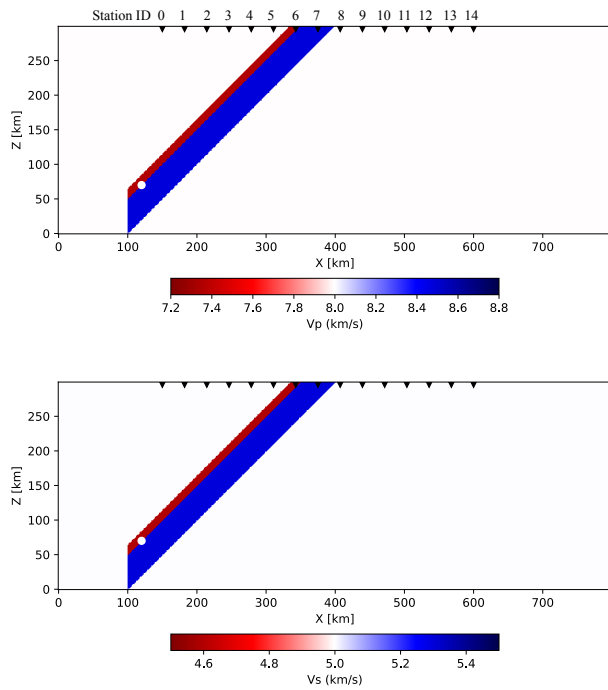 Station ID 0 1 2 3 4 5 6 7 8 9 10 11 12 13 14
250
200
150
100
50
0
Z [km]
0 100 200 300 400 500 600 700
X [km]
7.2 7.4 7.6 7.8 8.0 8.2 8.4 8.6 8.8
Vp (km/s)
250
200
150
100
50
0
Z [km]
0 100 200 300 400 500 600 700
X [km]
4.6 4.8 5.0 5.2 5.4
Vs (km/s)